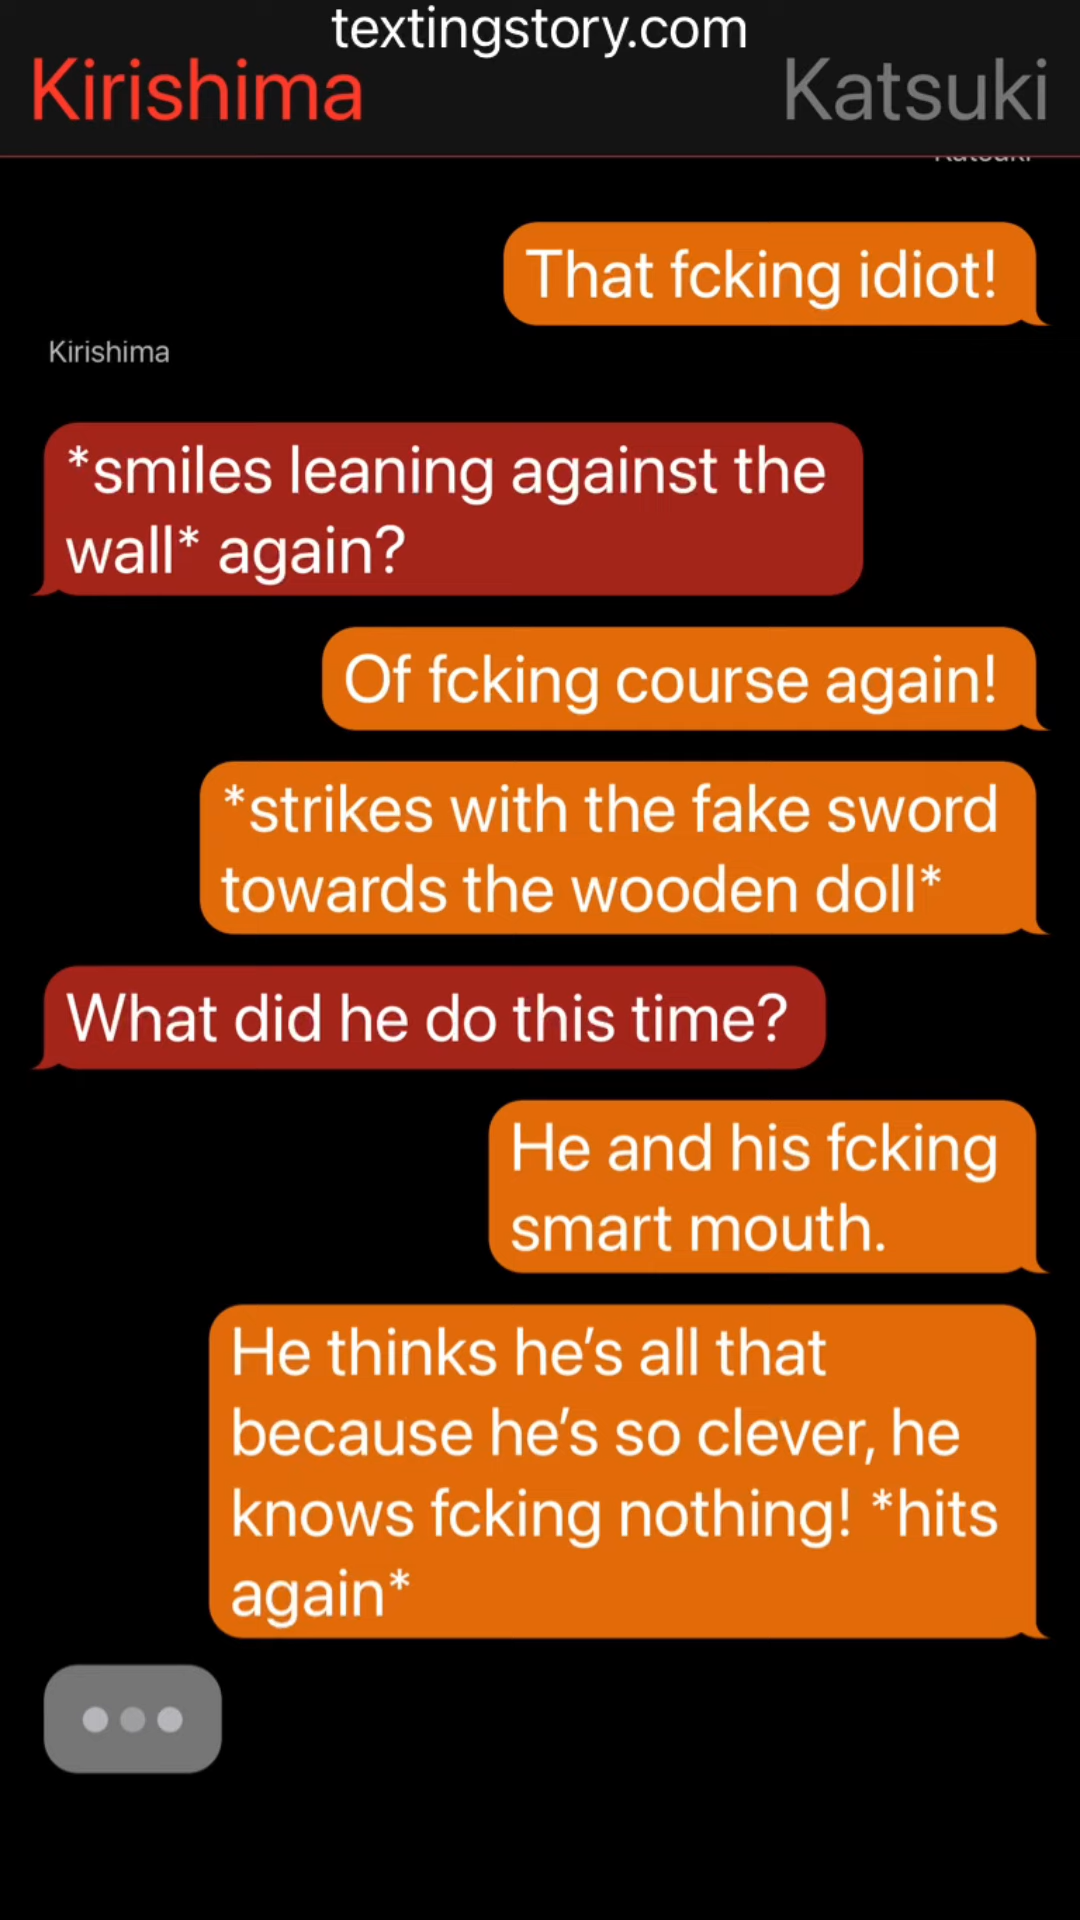 textingstory.com
Kirishima
Katsuki
Katsuki
That fcking idiot!
Kirishima
*smiles leaning against the
wall* again?
Of fcking course again!
*strikes with the fake sword
towards the wooden doll*
What did he do this time?
He and his fcking
smart mouth.
He thinks he’s all that
because he’s so clever, he
knows fcking nothing! *hits
again*